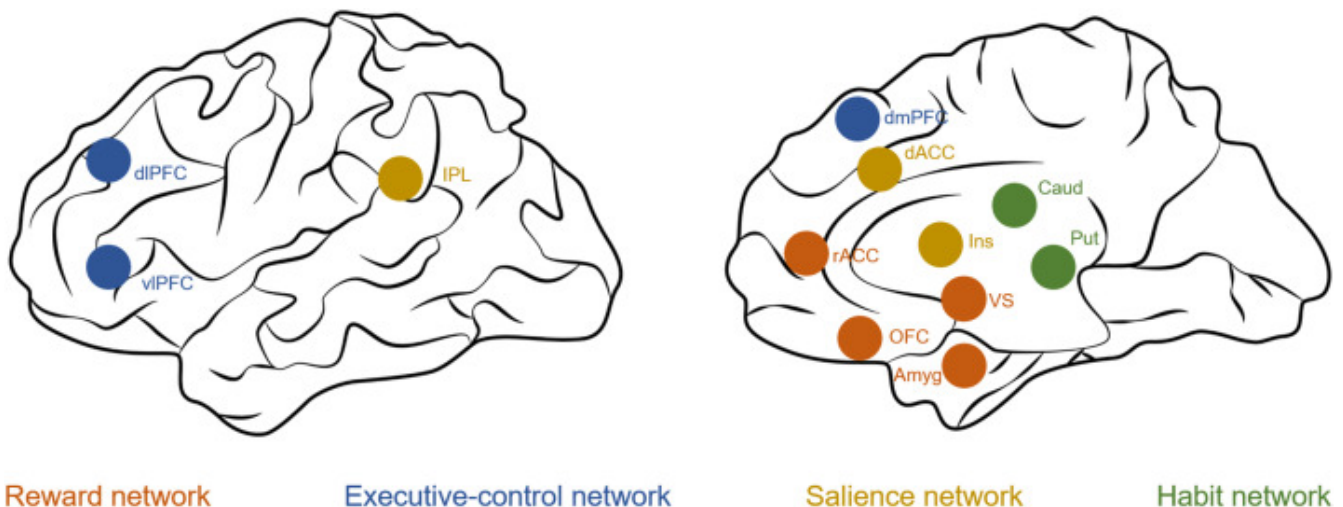 dlPFC
IPL
vlPFC
dmPFC
dACC
Caud
Ins
Put
rACC
VS
OFC
Amyg
Reward network Executive-control network Salience network Habit network